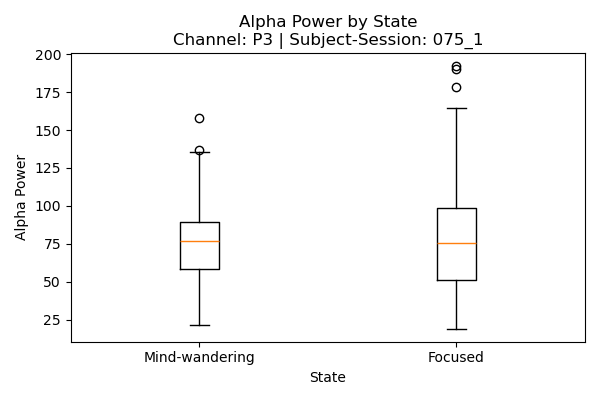 Alpha Power by State
Channel: P3 | Subject-Session: 075_1
Alpha Power
200
175
150
125
100
75
50
25
Mind-wandering
Focused
State